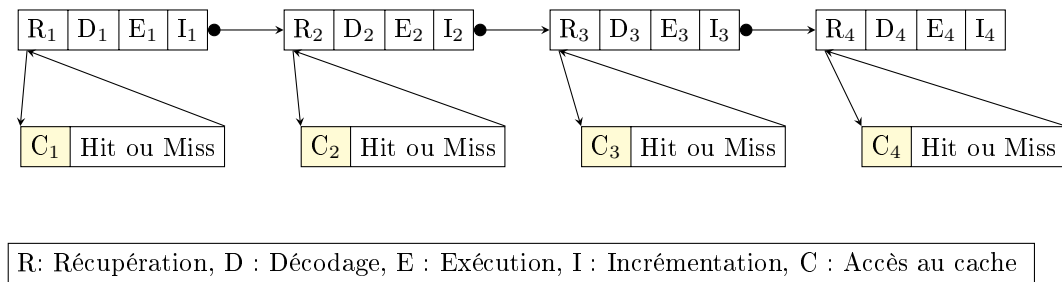 R₁ D₁ E₁ I₁ R₂ D₂ E₂ I₂ R₃ D₃ E₃ I₃ R₄ D₄ E₄ I₄
C₁ Hit ou Miss C₂ Hit ou Miss C₃ Hit ou Miss C₄ Hit ou Miss
R: Récupération, D : Décodage, E : Exécution, I : Incrémentation, C : Accès au cache